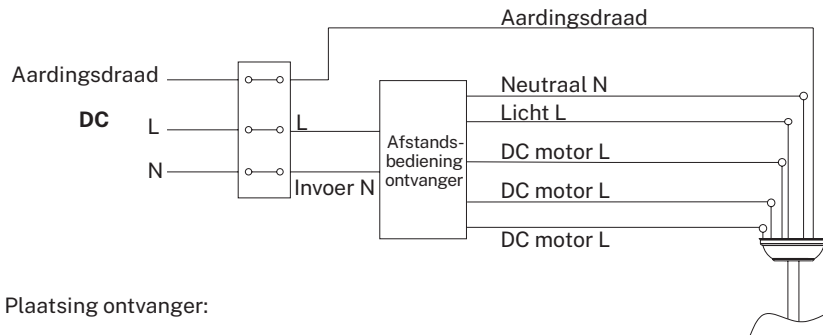 Aardingsdraad
Aardingsdraad
DC
L
N
L
Invoer N
Afstands-
bediening
ontvanger
Neutraal N
Licht L
DC motor L
DC motor L
DC motor L
Plaatsing ontvanger: